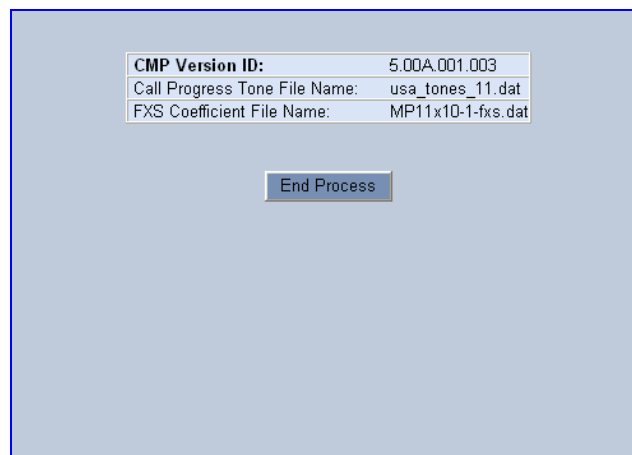 CMP Version ID: 5.00A.001.003
Call Progress Tone File Name: usa_tones_11.dat
FXS Coefficient File Name: MP11x10-1-fxs.dat
End Process